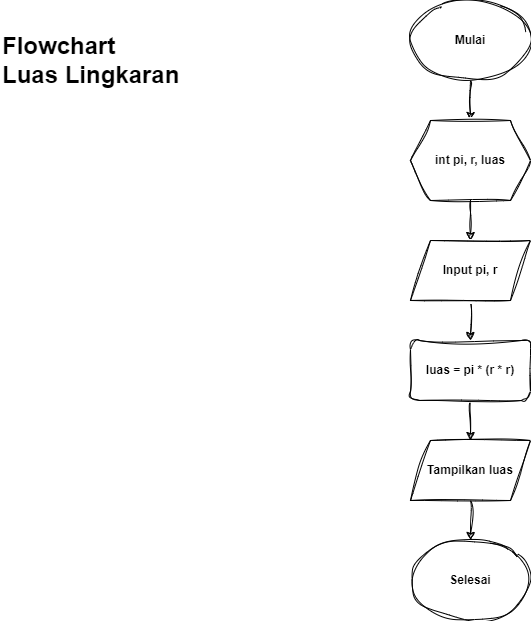 Flowchart
Luas Lingkaran
Mulai
int pi, r, luas
Input pi, r
luas = pi * (r * r)
Tampilkan luas
Selesai